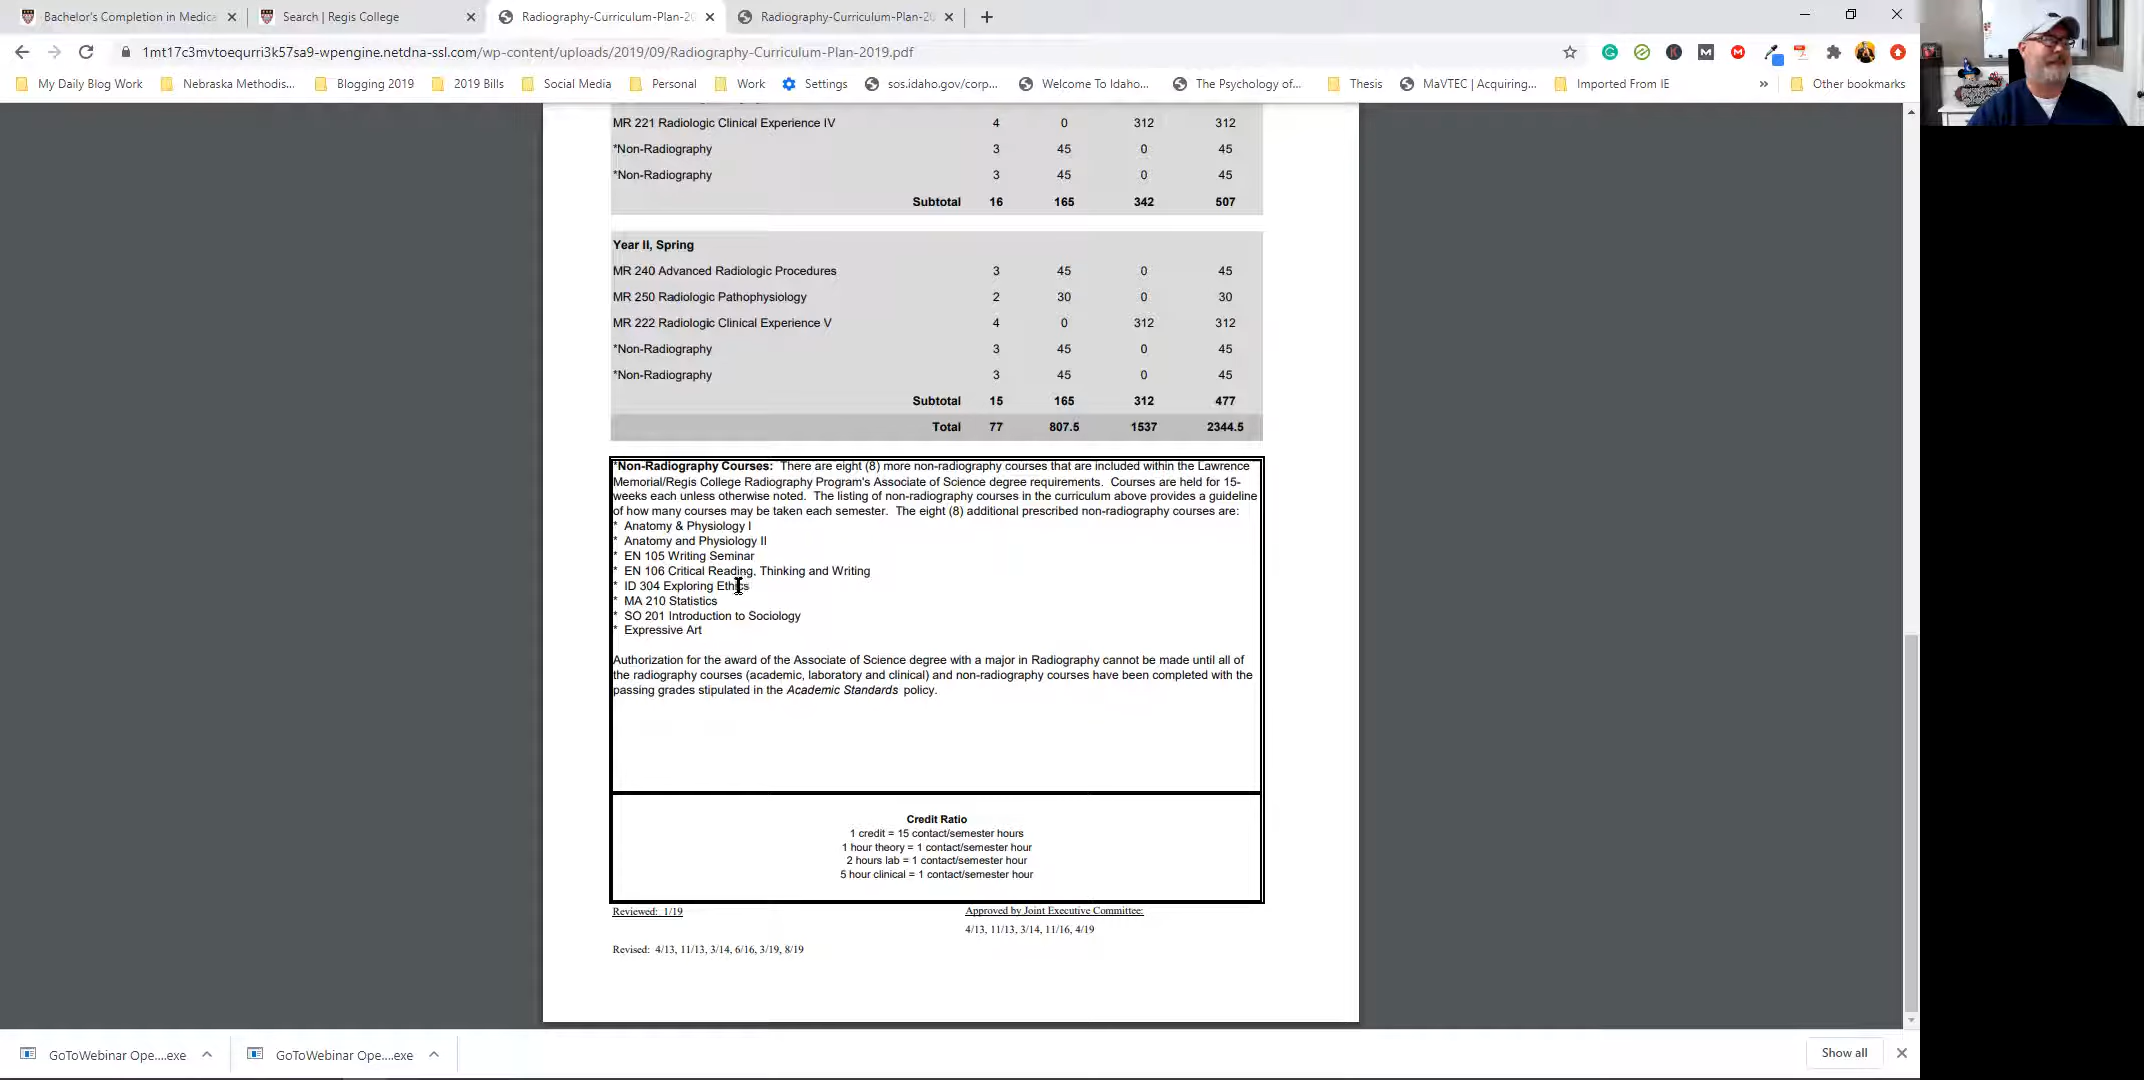 Bachelor's Completion in Medica
Search | Regis College
Radiography-Curriculum-Plan-20
Radiography-Curriculum-Plan-20
1mt17c3mvtoequrri3k57sa9-wpengine.netdna-ssl.com/wp-content/uploads/2019/09/Radiography-Curriculum-Plan-2019.pdf
My Daily Blog Work Nebraska Methodis... Blogging 2019 2019 Bills Social Media Personal Work Settings sos.idaho.gov/corp... Welcome To Idaho... The Psychology of... Thesis MaVTEC | Acquiring... Imported From IE » Other bookmarks
MR 221 Radiologic Clinical Experience IV 4 0 312 312
*Non-Radiography 3 45 0 45
*Non-Radiography 3 45 0 45
Subtotal 16 165 342 507
Year II, Spring
MR 240 Advanced Radiologic Procedures 3 45 0 45
MR 250 Radiologic Pathophysiology 2 30 0 30
MR 222 Radiologic Clinical Experience V 4 0 312 312
*Non-Radiography 3 45 0 45
*Non-Radiography 3 45 0 45
Subtotal 15 165 312 477
Total 77 807.5 1537 2344.5
*Non-Radiography Courses: There are eight (8) more non-radiography courses that are included within the Lawrence
Memorial/Regis College Radiography Program's Associate of Science degree requirements. Courses are held for 15-
weeks each unless otherwise noted. The listing of non-radiography courses in the curriculum above provides a guideline
of how many courses may be taken each semester. The eight (8) additional prescribed non-radiography courses are:
* Anatomy & Physiology I
* Anatomy and Physiology II
* EN 105 Writing Seminar
* EN 106 Critical Reading, Thinking and Writing
* ID 304 Exploring Ethics
* MA 210 Statistics
* SO 201 Introduction to Sociology
* Expressive Art
Authorization for the award of the Associate of Science degree with a major in Radiography cannot be made until all of
the radiography courses (academic, laboratory and clinical) and non-radiography courses have been completed with the
passing grades stipulated in the Academic Standards policy.
Credit Ratio
1 credit = 15 contact/semester hours
1 hour theory = 1 contact/semester hour
2 hours lab = 1 contact/semester hour
5 hour clinical = 1 contact/semester hour
Reviewed: 1/19
Approved by Joint Executive Committee:
4/13, 11/13, 3/14, 11/16, 4/19
Revised: 4/13, 11/13, 3/14, 6/16, 3/19, 8/19
GoToWebinar Ope....exe GoToWebinar Ope....exe Show all